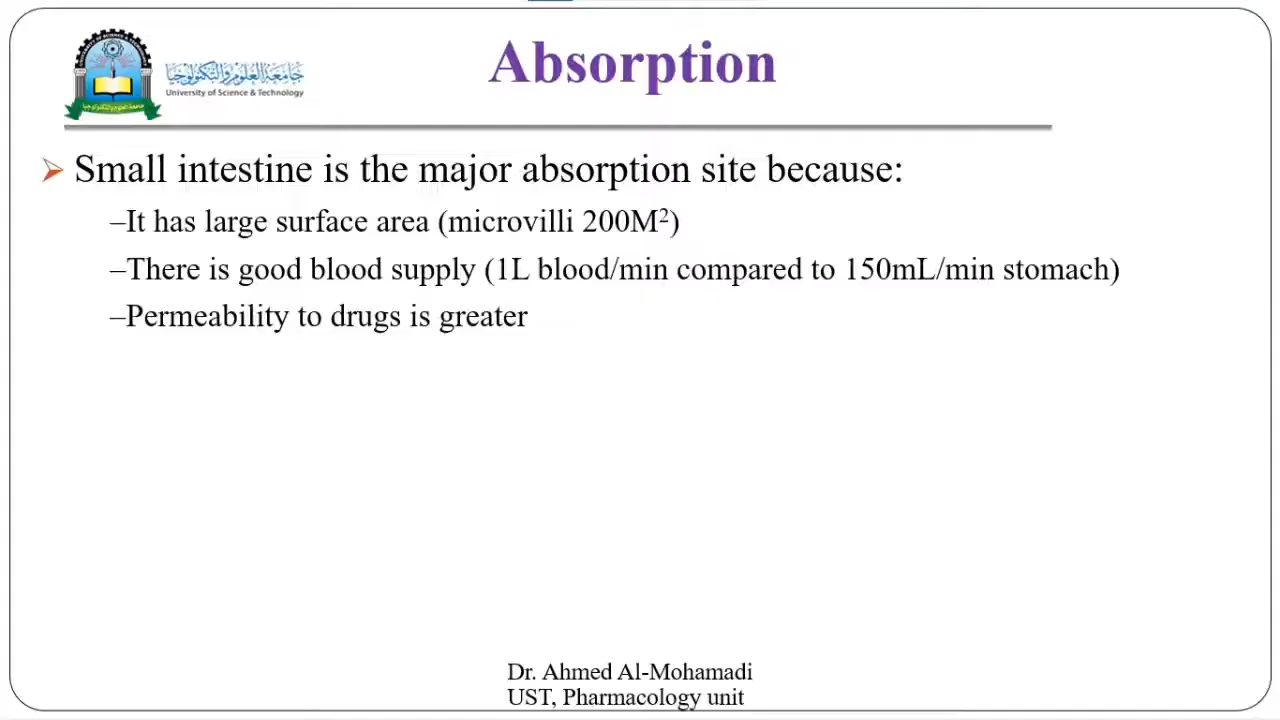 Absorption
جامعة العلوم والتكنولوجيا
University of Science & Technology
➢ Small intestine is the major absorption site because:
–It has large surface area (microvilli 200M²)
–There is good blood supply (1L blood/min compared to 150mL/min stomach)
–Permeability to drugs is greater
Dr. Ahmed Al-Mohamadi
UST, Pharmacology unit